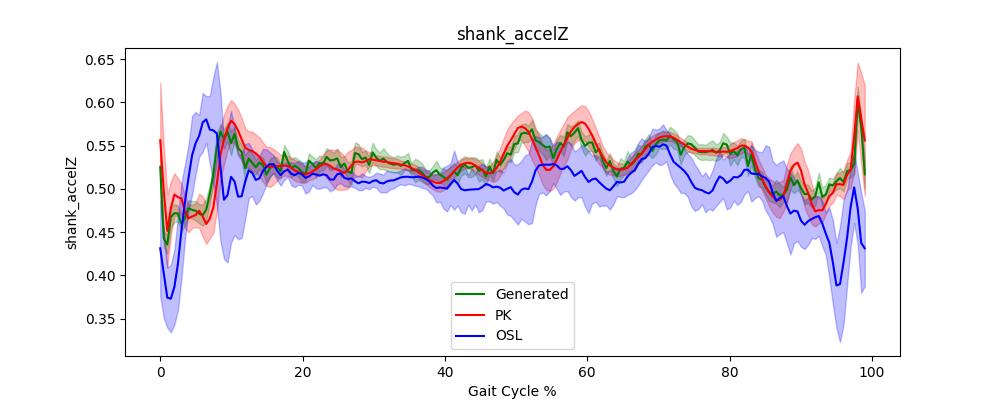 shank_accelZ
0.65
0.60
0.55
0.50
0.45
0.40
0.35
shank_accelZ
Generated
PK
OSL
0 20 40 60 80 100
Gait Cycle %